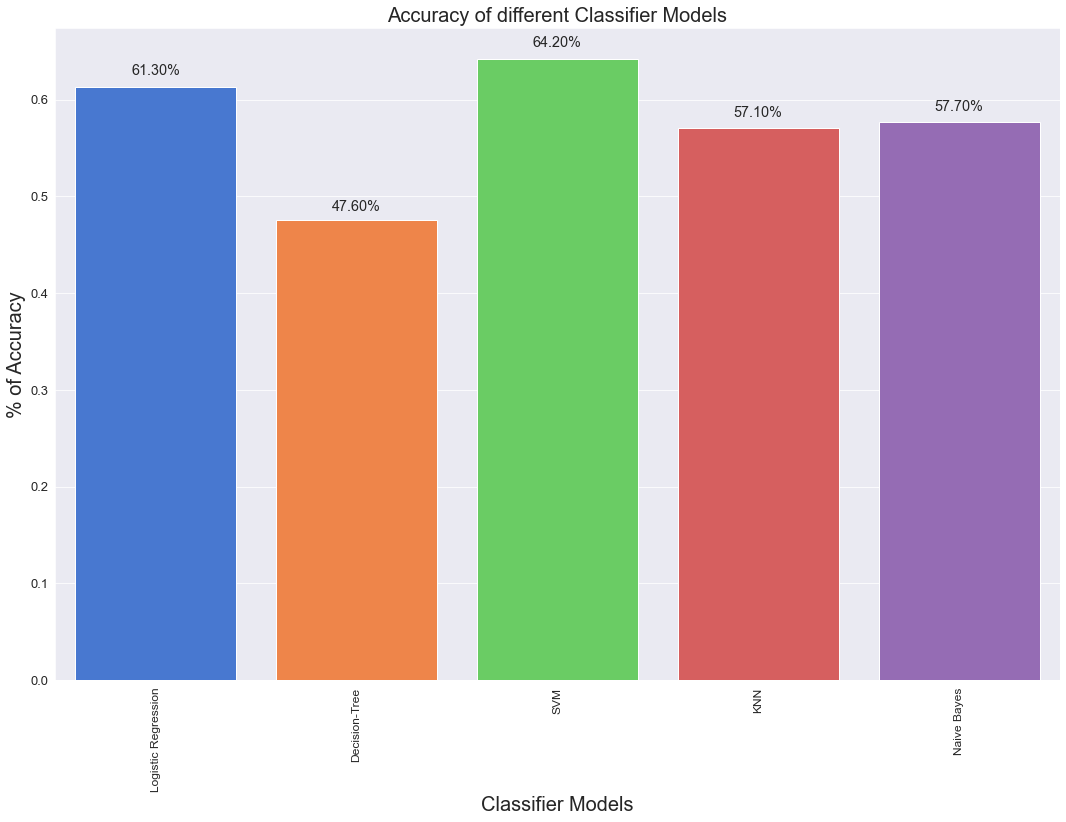 Accuracy of different Classifier Models
64.20%
61.30%
57.70%
57.10%
47.60%
% of Accuracy
0.6
0.5
0.4
0.3
0.2
0.1
0.0
Logistic Regression
Decision-Tree
SVM
KNN
Naive Bayes
Classifier Models